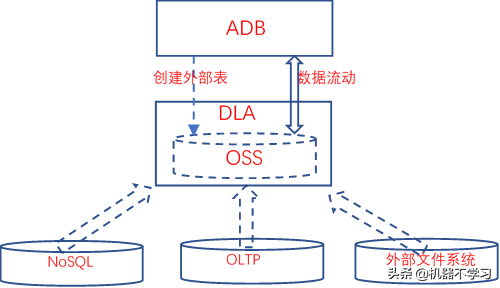 ADB
创建外部表
数据流动
DLA
OSS
NoSQL
OLTP
外部文件系统
头条 @机器不学习